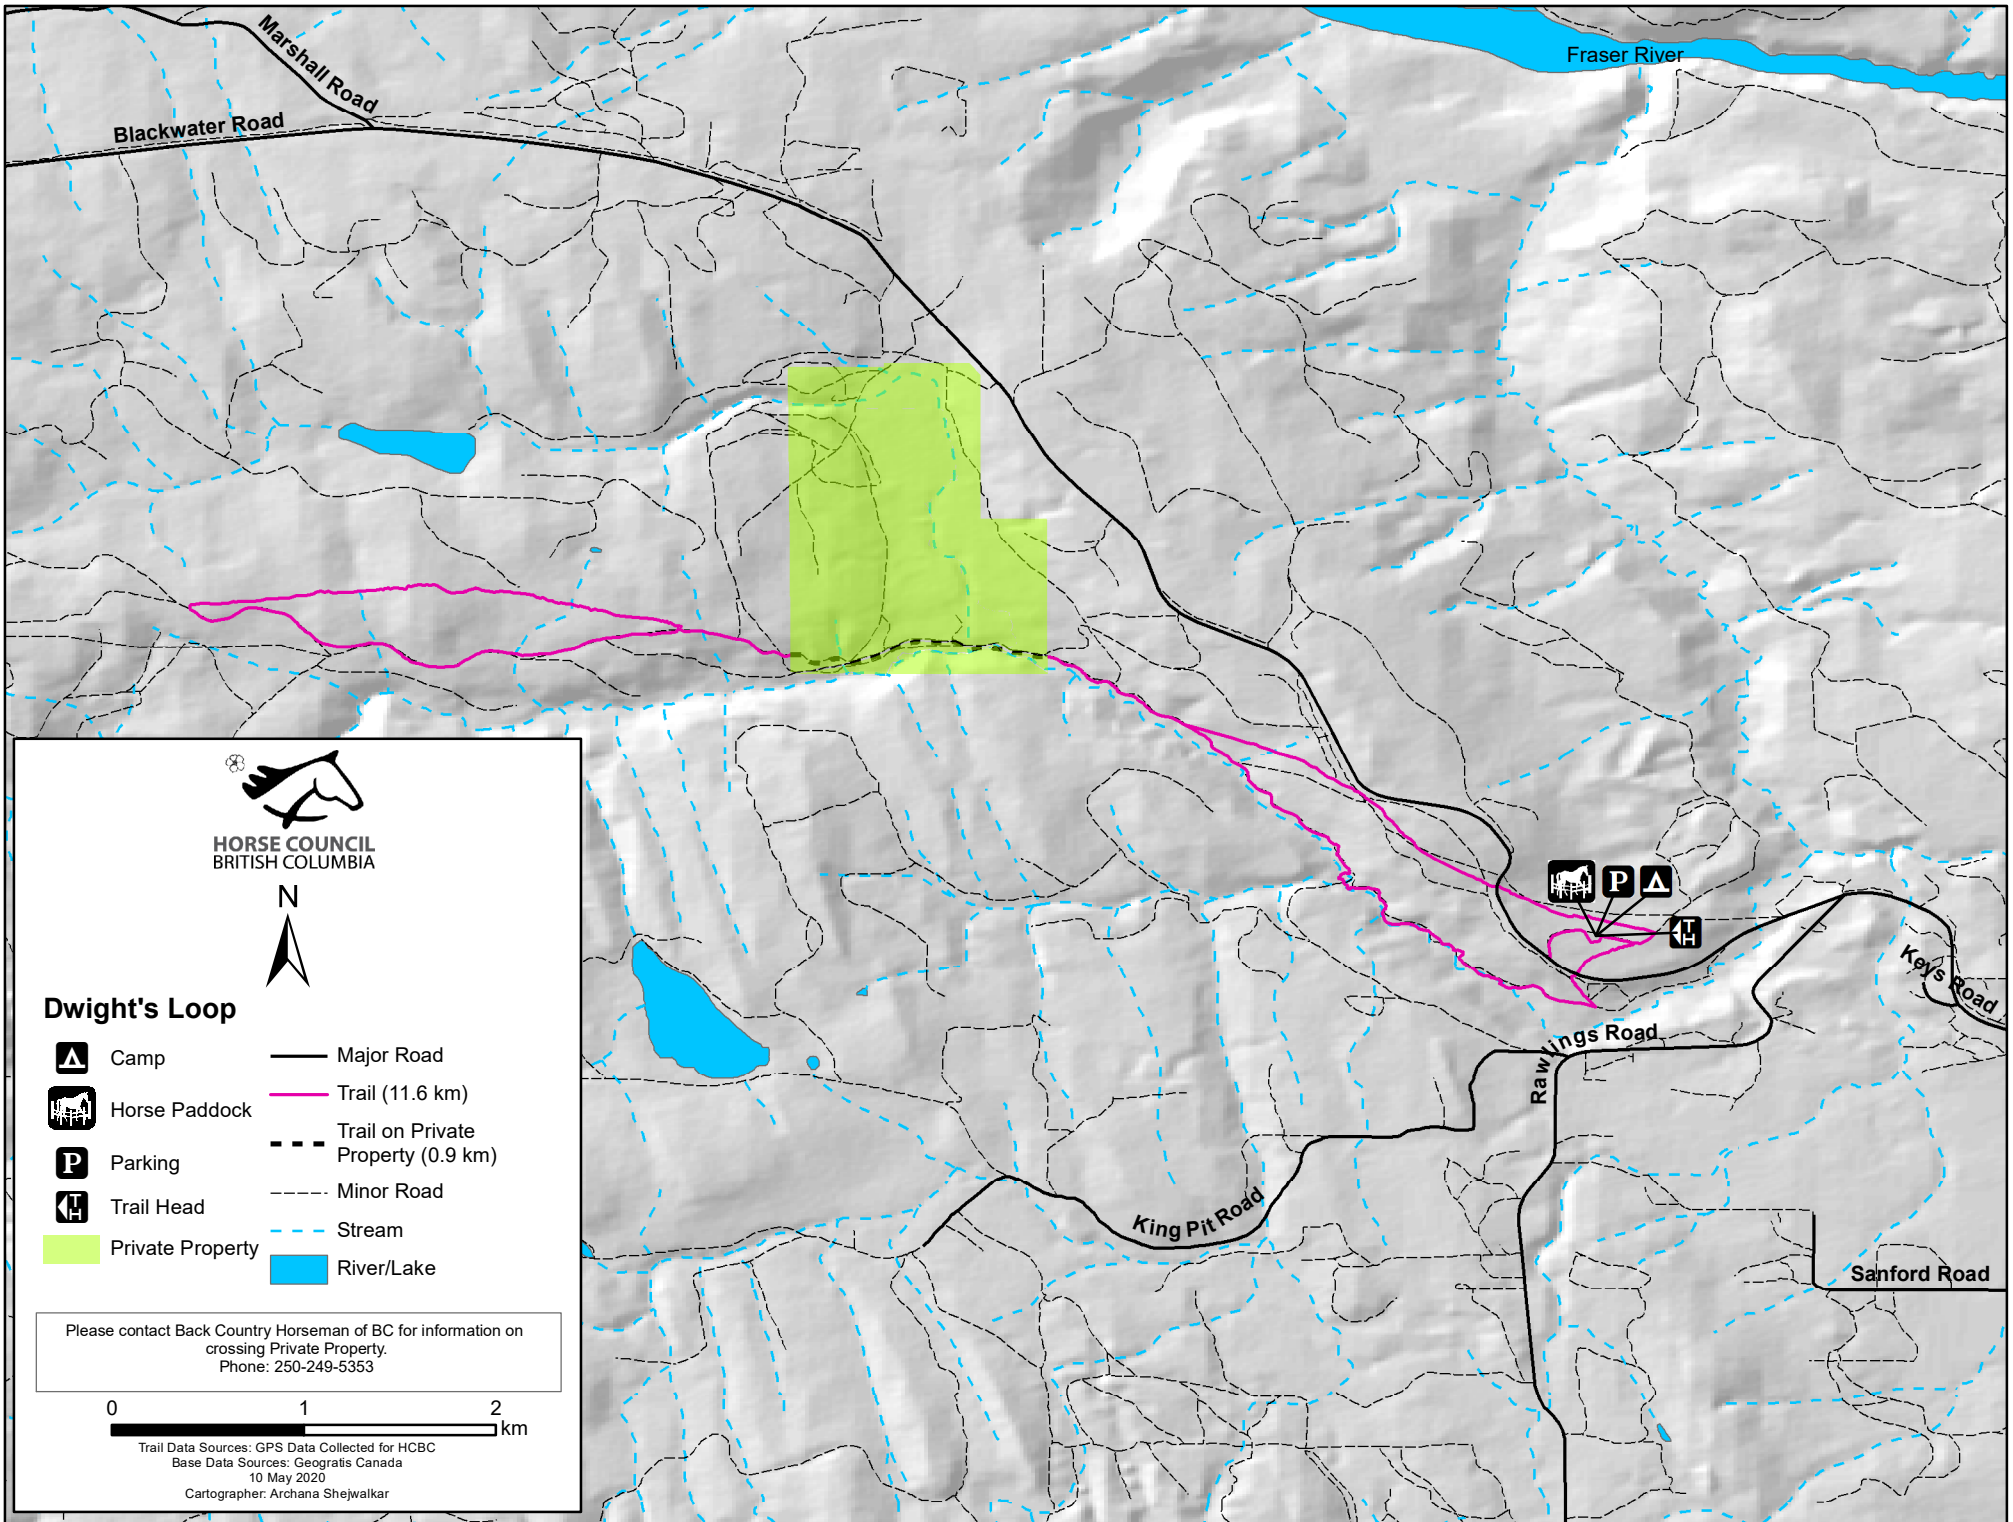 Fraser River
Marshall Road
Blackwater Road
P
TH
Keys Road
Rawlings Road
King Pit Road
Sanford Road
HORSE COUNCIL
BRITISH COLUMBIA
N
Dwight's Loop
Camp
Horse Paddock
P Parking
TH Trail Head
Private Property
Major Road
Trail (11.6 km)
Trail on Private
Property (0.9 km)
Minor Road
Stream
River/Lake
Please contact Back Country Horseman of BC for information on
crossing Private Property.
Phone: 250-249-5353
0 1 2
km
Trail Data Sources: GPS Data Collected for HCBC
Base Data Sources: Geogratis Canada
10 May 2020
Cartographer: Archana Shejwalkar